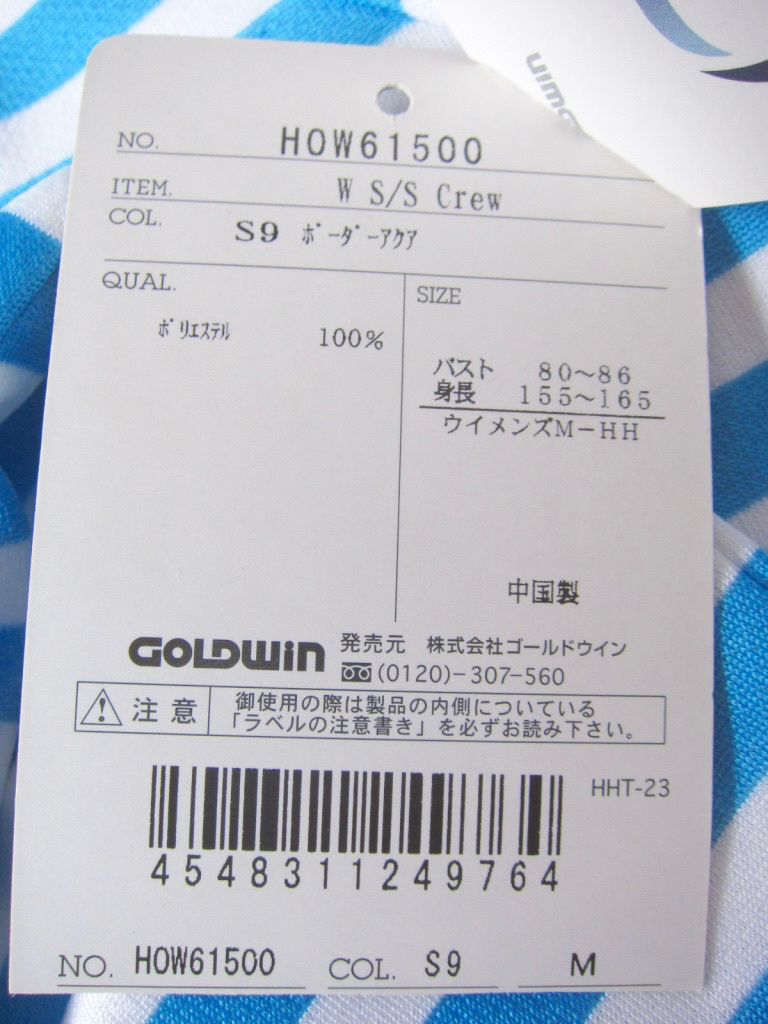 NO. HOW61500
ITEM. W S/S Crew
COL. S9 ﾎﾞｰﾀﾞｰｱｸｱ
QUAL.
ﾎﾟﾘｴｽﾃﾙ 100%
SIZE
バスト 80～86
身長 155～165
ウイメンズM－HH
中国製
GOLDWIN 発売元 株式会社ゴールドウイン
(0120)-307-560
注意 御使用の際は製品の内側についている
「ラベルの注意書き」を必ずお読み下さい。
HHT-23
4548311249764
NO. HOW61500 COL. S9 M